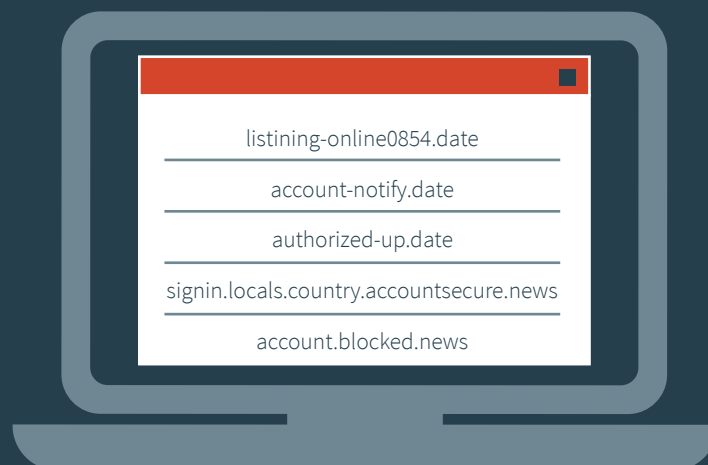 listining-online0854.date
account-notify.date
authorized-up.date
signin.locals.country.accountsecure.news
account.blocked.news